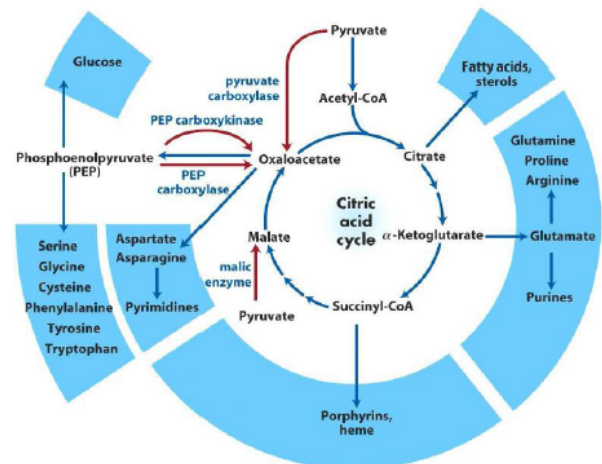 Pyruvate
Glucose
Fatty acids,
sterols
pyruvate
carboxylase
Acetyl-CoA
PEP carboxykinase
Phosphoenolpyruvate
(PEP)
Oxaloacetate
Citrate
Glutamine
Proline
Arginine
PEP
carboxylase
Citric
acid
cycle
Serine
Glycine
Cysteine
Phenylalanine
Tyrosine
Tryptophan
Aspartate
Asparagine
Pyrimidines
Malate
α-Ketoglutarate
Glutamate
malic
enzyme
Purines
Pyruvate
Succinyl-CoA
Porphyrins,
heme